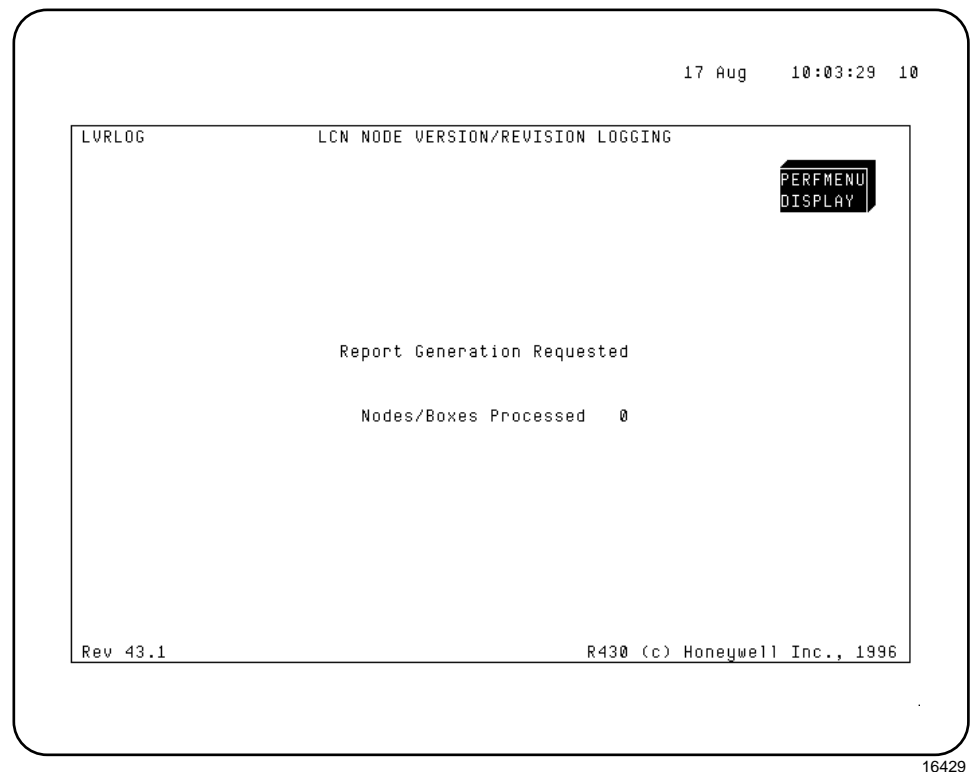 17 Aug 10:03:29 10
LVRLOG LCN NODE VERSION/REVISION LOGGING
PERFMENU
DISPLAY
Report Generation Requested
Nodes/Boxes Processed 0
Rev 43.1 R430 (c) Honeywell Inc., 1996
16429